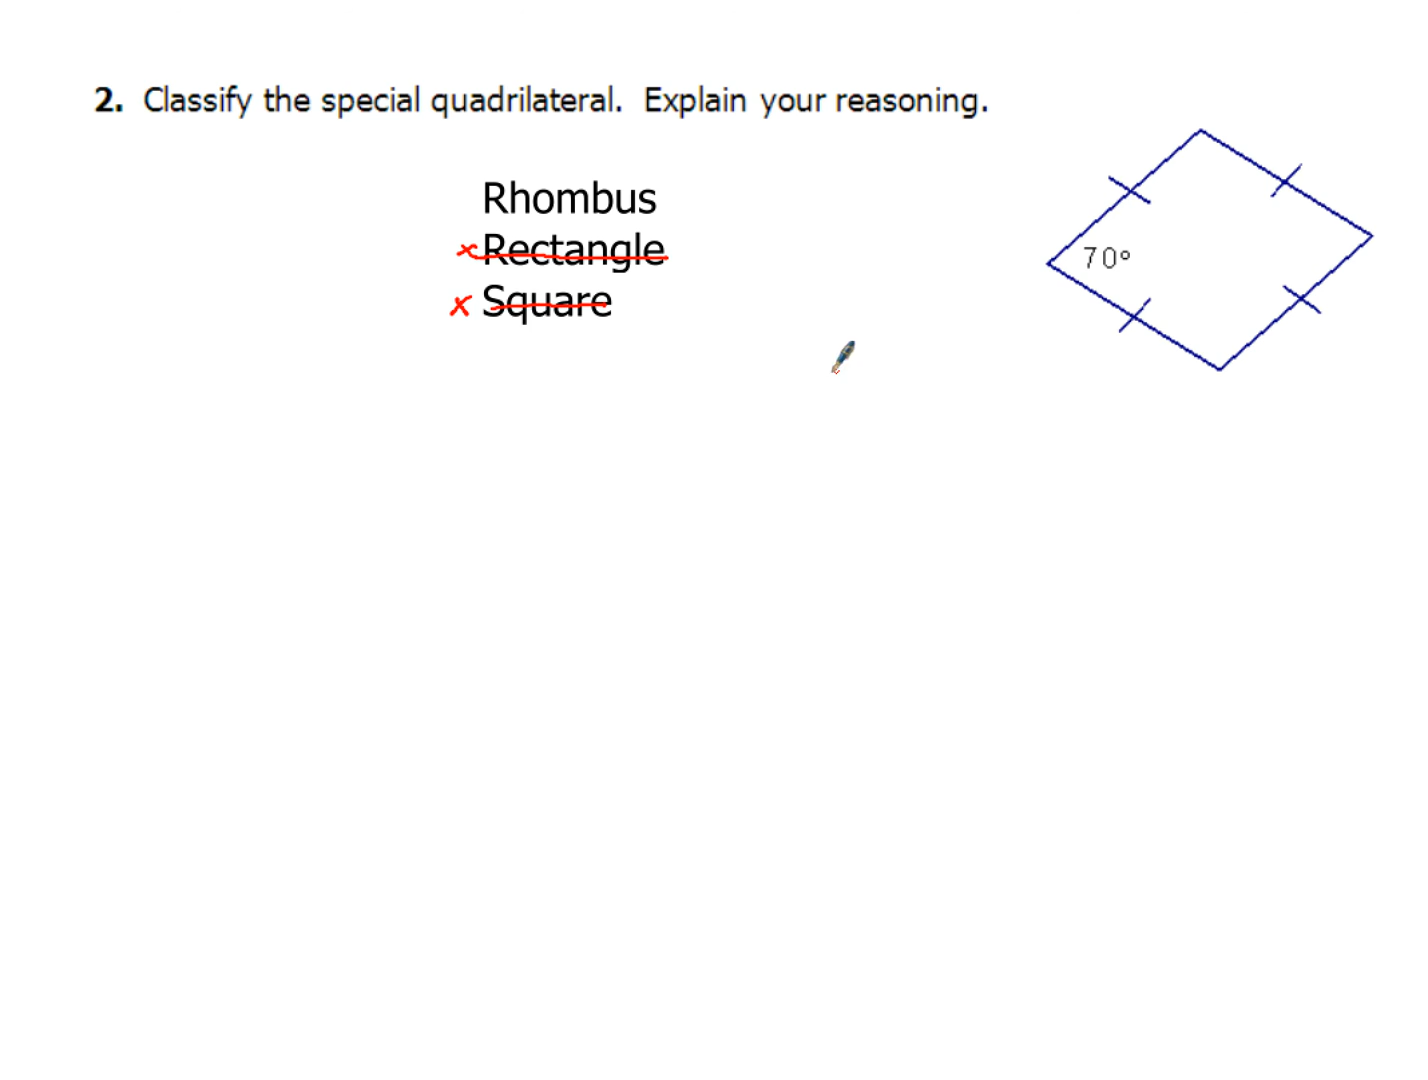 2. Classify the special quadrilateral. Explain your reasoning.
Rhombus
x Rectangle
x Square
70°